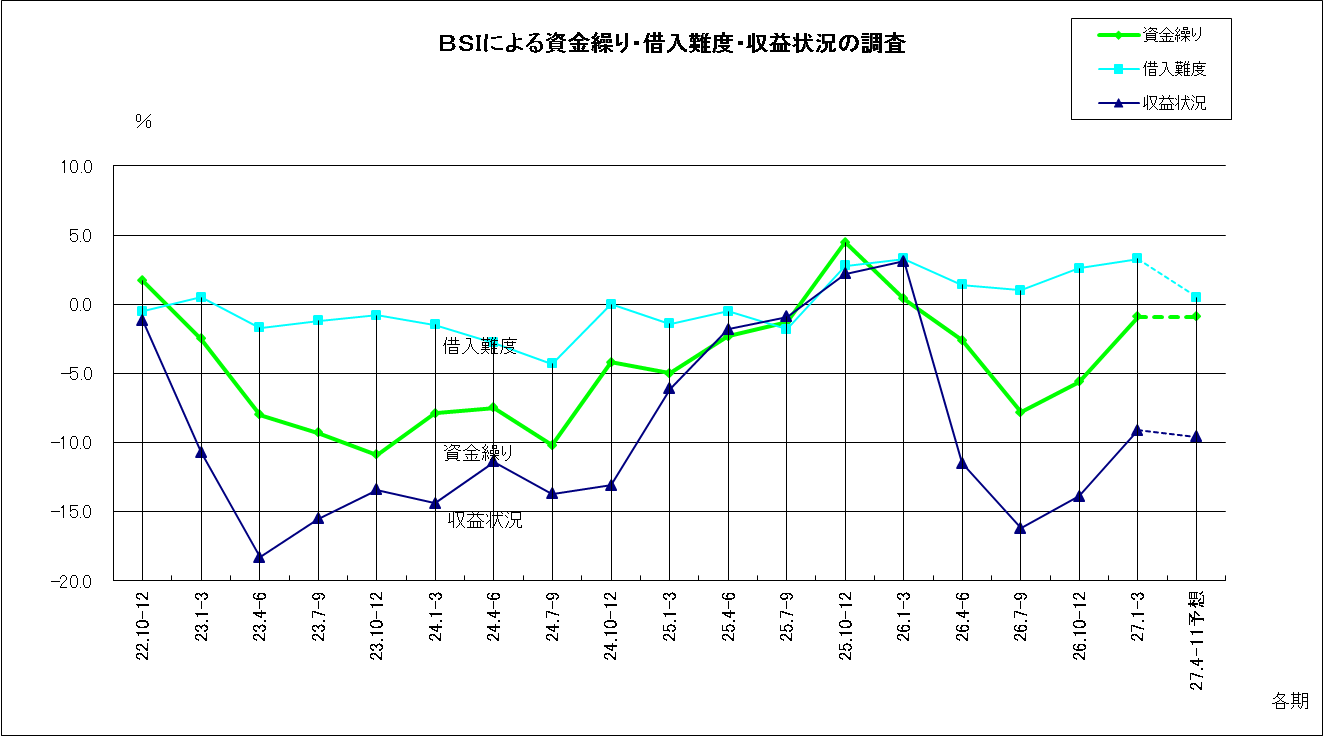 BSIによる資金繰り・借入難度・収益状況の調査
資金繰り
借入難度
収益状況
%
10.0
5.0
0.0
-5.0
-10.0
-15.0
-20.0
借入難度
資金繰り
収益状況
22.10-12
23.1-3
23.4-6
23.7-9
23.10-12
24.1-3
24.4-6
24.7-9
24.10-12
25.1-3
25.4-6
25.7-9
25.10-12
26.1-3
26.4-6
26.7-9
26.10-12
27.1-3
27.4-11予想
各期